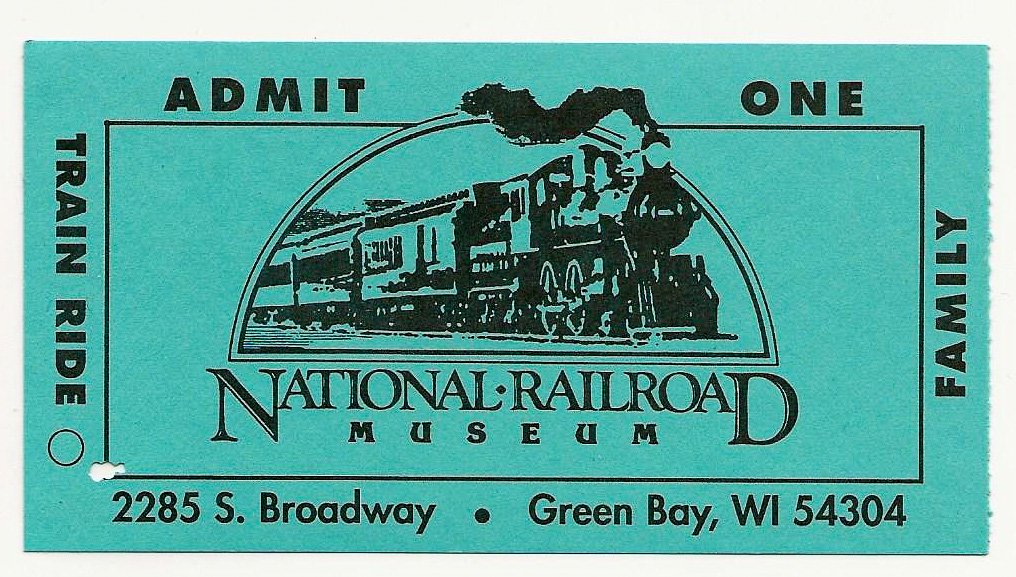 ADMIT ONE
TRAIN RIDE
NATIONAL·RAILROAD
MUSEUM
FAMILY
2285 S. Broadway • Green Bay, WI 54304